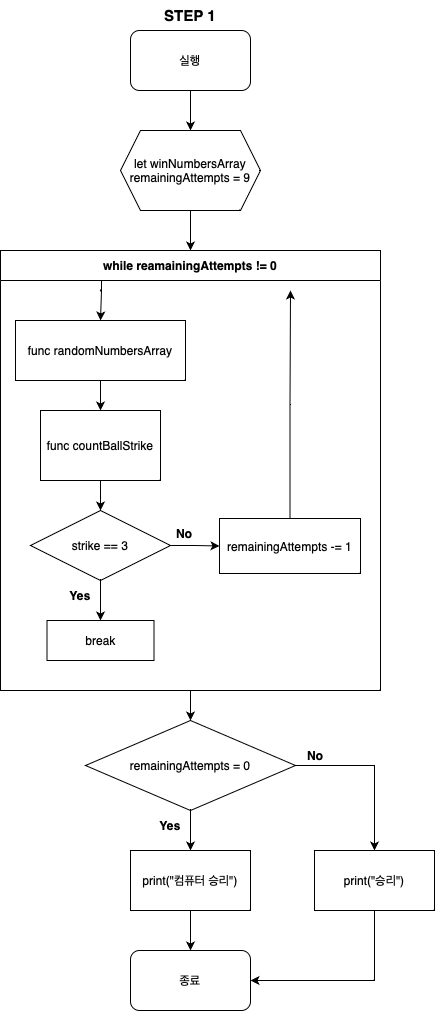 STEP 1
실행
let winNumbersArray
remainingAttempts = 9
while reamainingAttempts != 0
func randomNumbersArray
func countBallStrike
strike == 3
No
remainingAttempts -= 1
Yes
break
remainingAttempts = 0
No
Yes
print("컴퓨터 승리")
print("승리")
종료